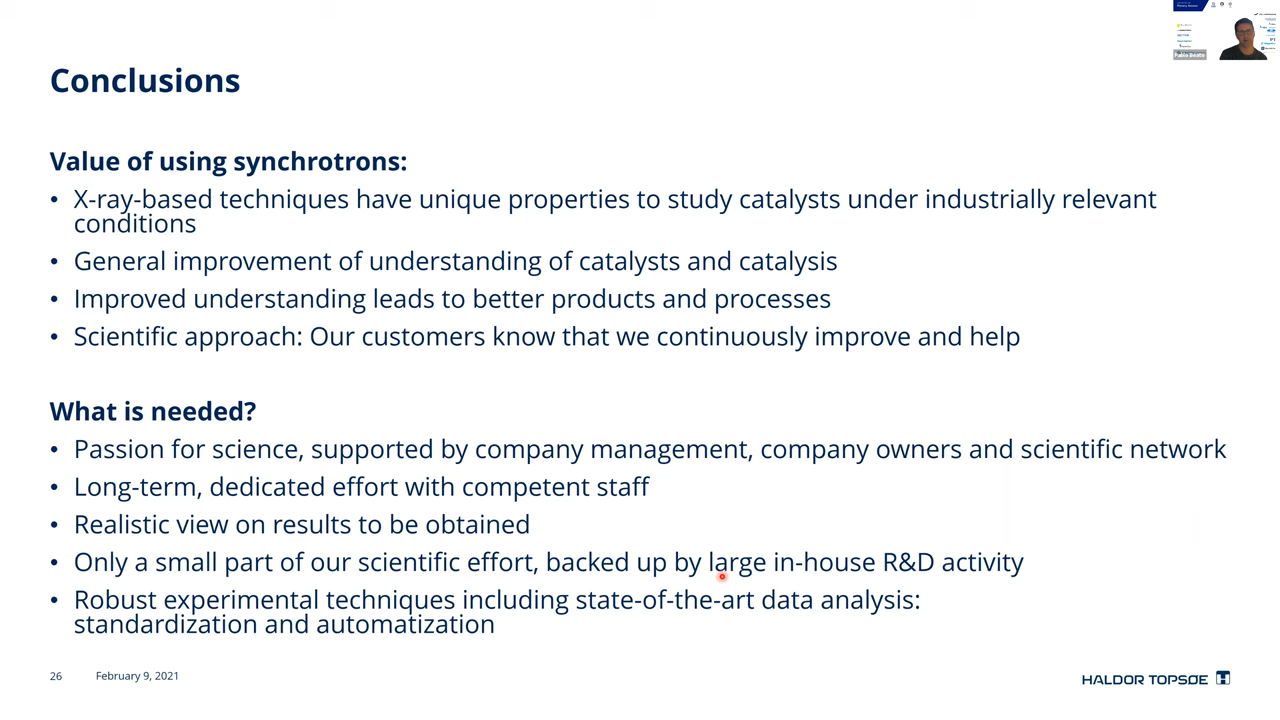 Pablo Beato
Conclusions
Value of using synchrotrons:
• X-ray-based techniques have unique properties to study catalysts under industrially relevant
conditions
• General improvement of understanding of catalysts and catalysis
• Improved understanding leads to better products and processes
• Scientific approach: Our customers know that we continuously improve and help
What is needed?
• Passion for science, supported by company management, company owners and scientific network
• Long-term, dedicated effort with competent staff
• Realistic view on results to be obtained
• Only a small part of our scientific effort, backed up by large in-house R&D activity
• Robust experimental techniques including state-of-the-art data analysis:
standardization and automatization
26 February 9, 2021
HALDOR TOPSØE